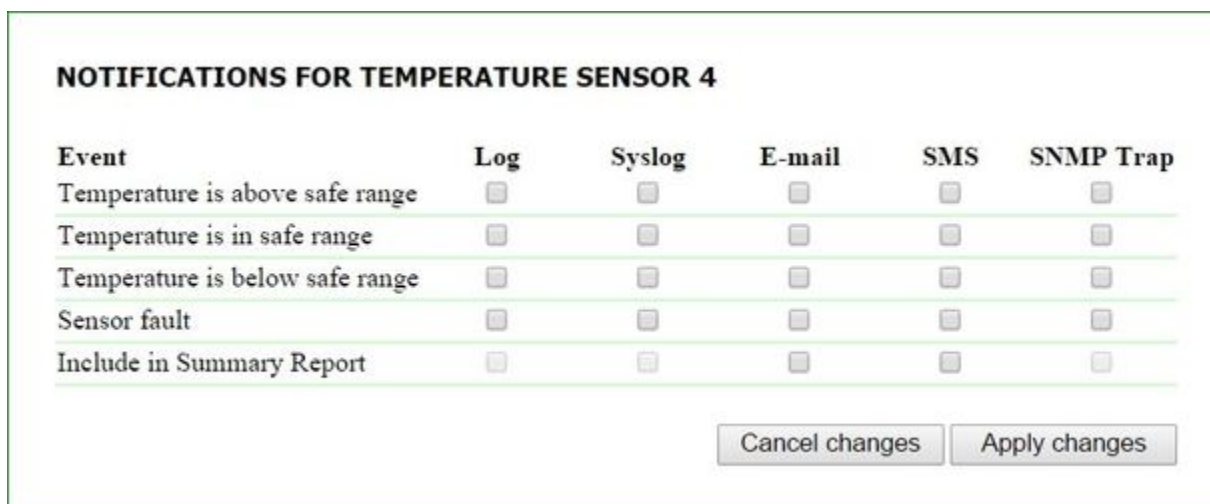 NOTIFICATIONS FOR TEMPERATURE SENSOR 4
Event Log Syslog E-mail SMS SNMP Trap
Temperature is above safe range
Temperature is in safe range
Temperature is below safe range
Sensor fault
Include in Summary Report
Cancel changes Apply changes